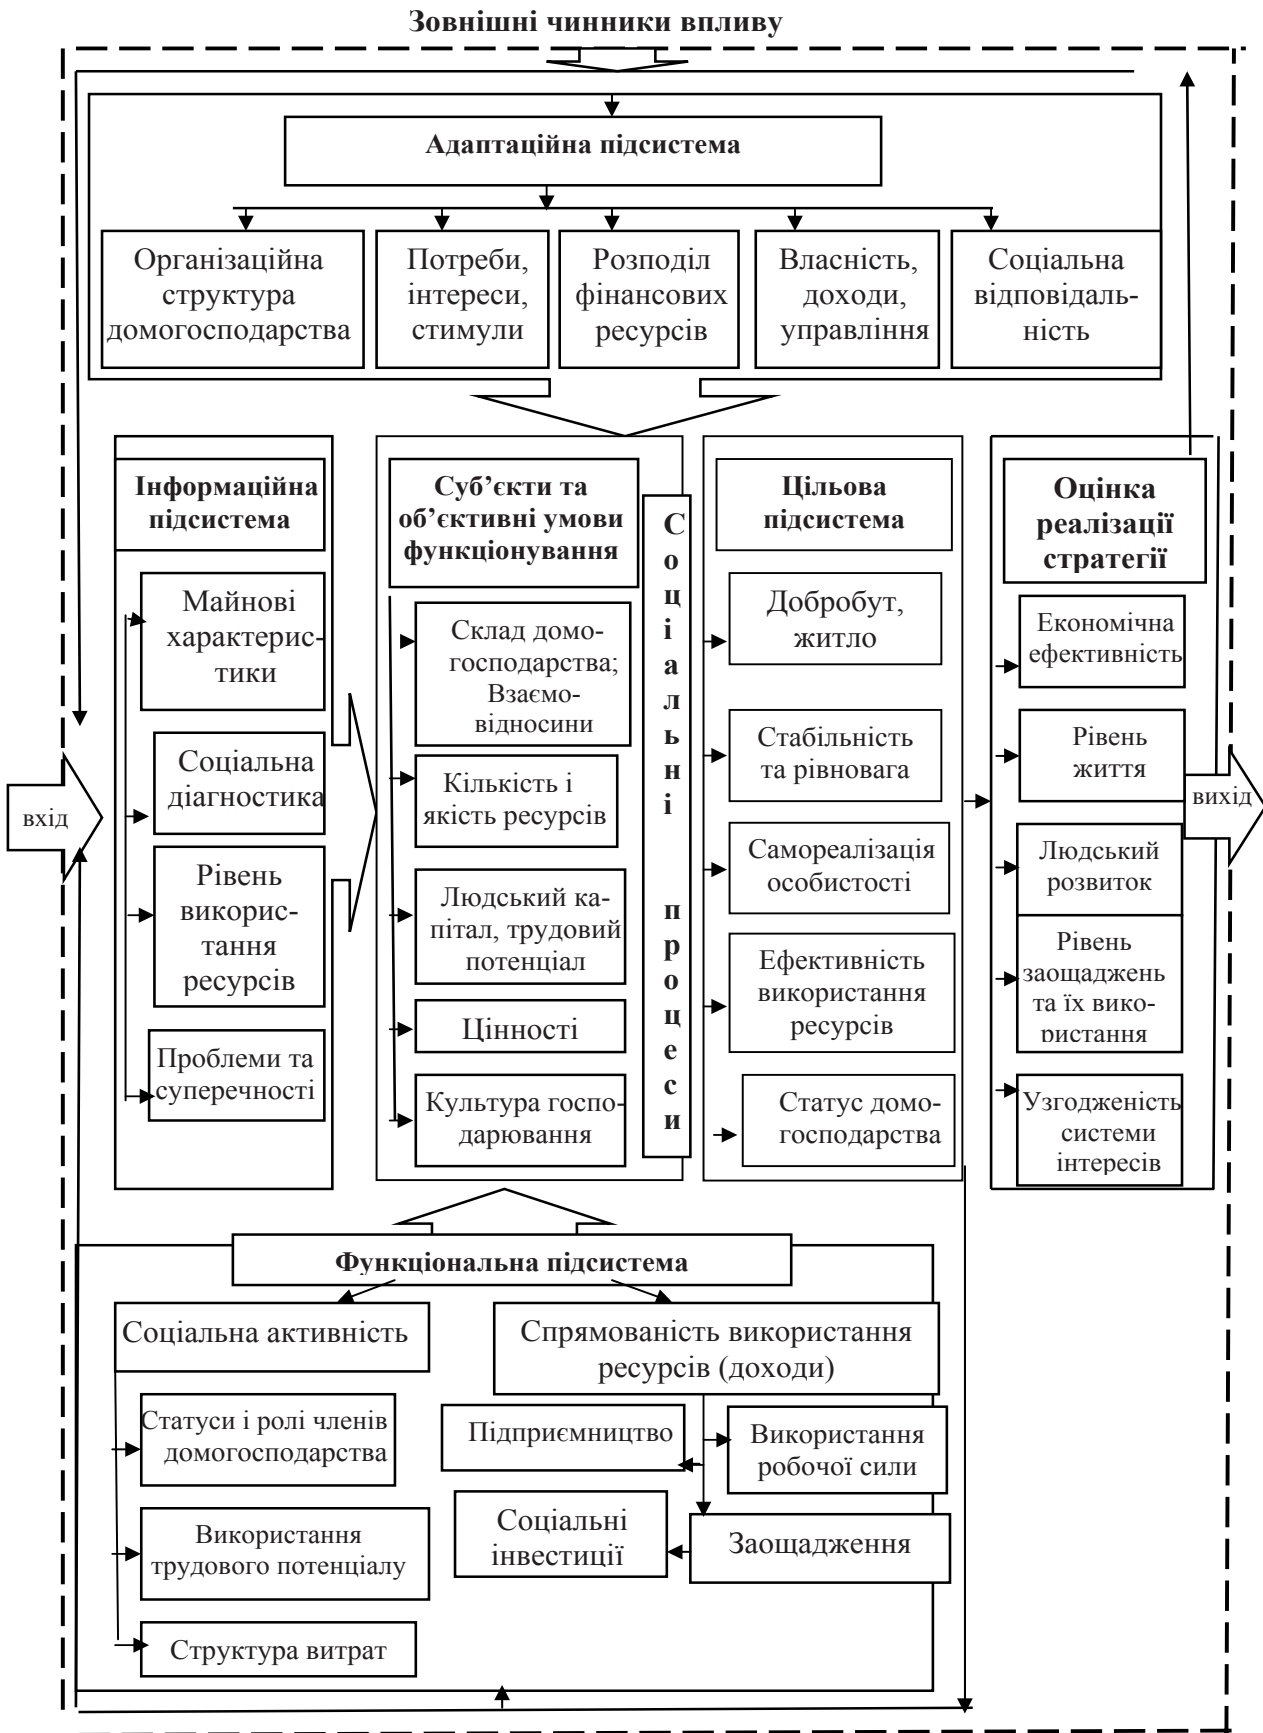 Зовнішні чинники впливу
Адаптаційна підсистема
Організаційна
структура
домогосподарства
Потреби,
інтереси,
стимули
Розподіл
фінансових
ресурсів
Власність,
доходи,
управління
Соціальна
відповідаль-
ність
вхід
Інформаційна
підсистема
Майнові
характерис-
тики
Соціальна
діагностика
Рівень
викорис-
тання
ресурсів
Проблеми та
суперечності
Суб’єкти та
об’єктивні умови
функціонування
Склад домо-
господарства;
Взаємо-
відносини
Кількість і
якість ресурсів
Людський ка-
пітал, трудовий
потенціал
Цінності
Культура госпо-
дарювання
Соціальні процеси
Цільова
підсистема
Добробут,
житло
Стабільність
та рівновага
Самореалізація
особистості
Ефективність
використання
ресурсів
Статус домо-
господарства
Оцінка
реалізації
стратегії
Економічна
ефективність
Рівень
життя
Людський
розвиток
Рівень
заощаджень
та їх вико-
ристання
Узгодженість
системи
інтересів
вихід
Функціональна підсистема
Соціальна активність
Статуси і ролі членів
домогосподарства
Використання
трудового потенціалу
Структура витрат
Спрямованість використання
ресурсів (доходи)
Підприємництво
Використання
робочої сили
Соціальні
інвестиції
Заощадження